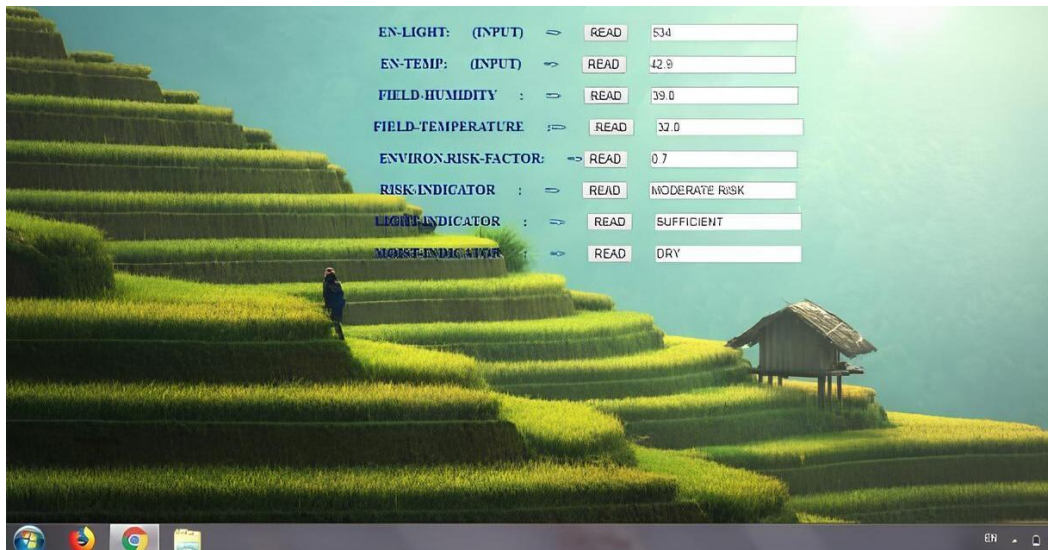 EN-LIGHT: (INPUT) => READ 534
EN-TEMP: (INPUT) => READ 42.9
FIELD-HUMIDITY : => READ 39.0
FIELD-TEMPERATURE :=> READ 32.0
ENVIRON.RISK-FACTOR: => READ 0.7
RISK-INDICATOR : => READ MODERATE RISK
LIGHT-INDICATOR : => READ SUFFICIENT
MOIST-INDICATOR : => READ DRY
EN